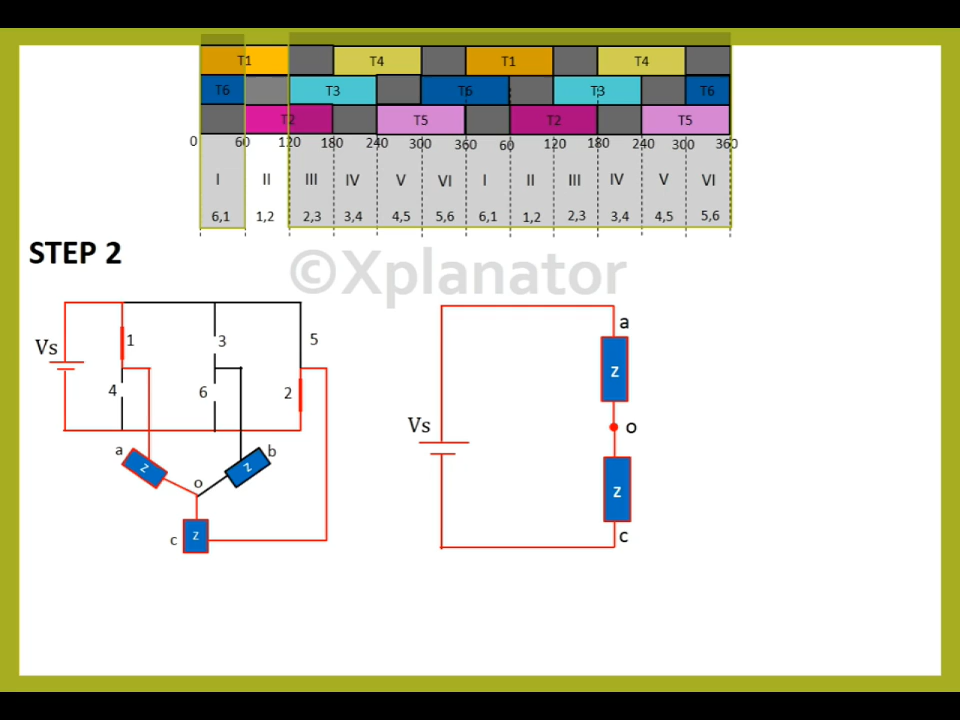 T1 T4 T1 T4
T6 T3 T6 T3 T6
T2 T5 T2 T5
0 60 120 180 240 300 360 60 120 180 240 300 360
I II III IV V VI I II III IV V VI
6,1 1,2 2,3 3,4 4,5 5,6 6,1 1,2 2,3 3,4 4,5 5,6
STEP 2
©Xplanator
Vs 1 3 5
4 6 2
a z z b
o
c z
a
z
Vs o
z
c